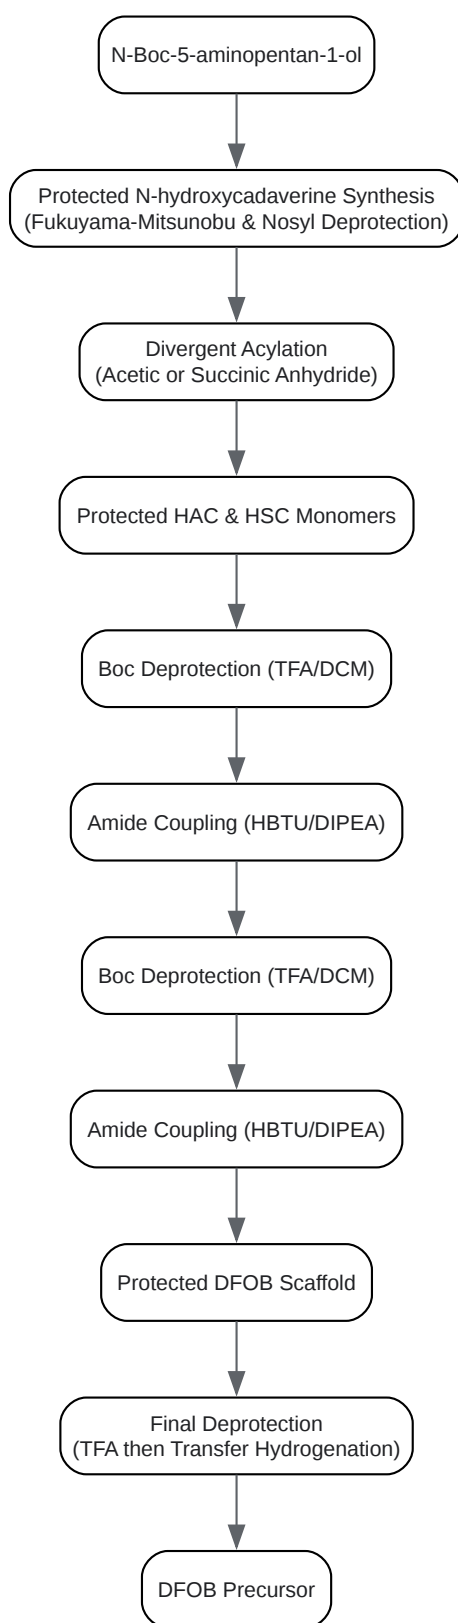 N-Boc-5-aminopentan-1-ol
Protected N-hydroxycadaverine Synthesis
(Fukuyama-Mitsunobu & Nosyl Deprotection)
Divergent Acylation
(Acetic or Succinic Anhydride)
Protected HAC & HSC Monomers
Boc Deprotection (TFA/DCM)
Amide Coupling (HBTU/DIPEA)
Boc Deprotection (TFA/DCM)
Amide Coupling (HBTU/DIPEA)
Protected DFOB Scaffold
Final Deprotection
(TFA then Transfer Hydrogenation)
DFOB Precursor